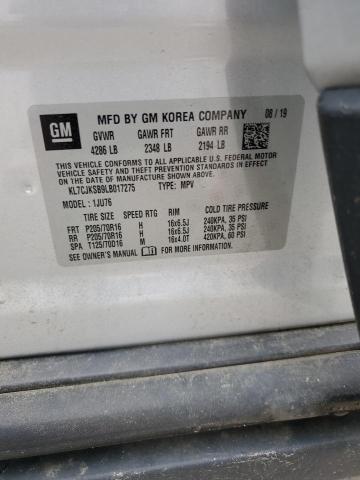 GM
MFD BY GM KOREA COMPANY 08/19
GVWR GAWR FRT GAWR RR
4286 LB 2348 LB 2194 LB
THIS VEHICLE CONFORMS TO ALL APPLICABLE U.S. FEDERAL MOTOR
VEHICLE SAFETY, BUMPER, AND THEFT PREVENTION STANDARDS
IN EFFECT ON THE DATE OF MANUFACTURE SHOWN ABOVE.
KL7CJKSB9LB017275 TYPE: MPV
MODEL: 1JU76
TIRE SIZE SPEED RTG RIM COLD TIRE PRESSURE
FRT P205/70R16 H 16x6.5J 240KPA, 35 PSI
RR P205/70R16 H 16x6.5J 240KPA, 35 PSI
SPA T125/70D16 M 16x4.0T 420KPA, 60 PSI
SEE OWNER'S MANUAL FOR MORE INFORMATION.